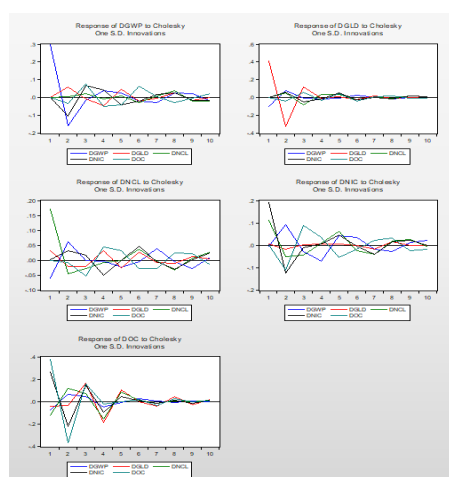 Response of DGWP to Cholesky
One S.D. Innovations
.3
.2
.1
.0
-.1
-.2
1 2 3 4 5 6 7 8 9 10
DGWP DGLD DNCL
DNIC DOC
Response of DGLD to Cholesky
One S.D. Innovations
.6
.4
.2
.0
-.2
-.4
1 2 3 4 5 6 7 8 9 10
DGWP DGLD DNCL
DNIC DOC
Response of DNCL to Cholesky
One S.D. Innovations
.20
.15
.10
.05
.00
-.05
-.10
1 2 3 4 5 6 7 8 9 10
DGWP DGLD DNCL
DNIC DOC
Response of DNIC to Cholesky
One S.D. Innovations
.2
.1
.0
-.1
-.2
1 2 3 4 5 6 7 8 9 10
DGWP DGLD DNCL
DNIC DOC
Response of DOC to Cholesky
One S.D. Innovations
.4
.2
.0
-.2
-.4
1 2 3 4 5 6 7 8 9 10
DGWP DGLD DNCL
DNIC DOC